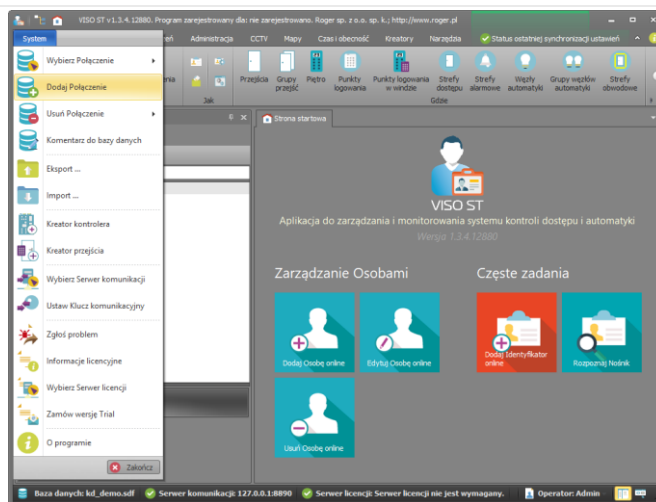 VISO ST v1.3.4.12880. Program zarejestrowany dla: nie zarejestrowano. Roger sp. z o.o. sp. k.; http://www.roger.pl
System
Administracja CCTV Mapy Czas i obecność Kreatory Narzędzia Status ostatniej synchronizacji ustawień
Wybierz Połączenie
Dodaj Połączenie
Usuń Połączenie
Komentarz do bazy danych
Eksport ...
Import ...
Kreator kontrolera
Kreator przejścia
Wybierz Serwer komunikacji
Ustaw Klucz komunikacyjny
Zgłoś problem
Informacje licencyjne
Wybierz Serwer licencji
Zamów wersję Trial
O programie
Zakończ
Przejścia Grupy przejść Piętro Punkty logowania Punkty logowania w windzie Strefy dostępu Strefy alarmowe Węzły automatyki Grupy węzłów automatyki Strefy obwodowe
Jak Gdzie
Strona startowa
VISO ST
Aplikacja do zarządzania i monitorowania systemu kontroli dostępu i automatyki
Wersja 1.3.4.12880
Zarządzanie Osobami
Dodaj Osobę online
Edytuj Osobę online
Usuń Osobę online
Częste zadania
Dodaj Identyfikator online
Rozpoznaj Nośnik
Baza danych: kd_demo.sdf Serwer komunikacji: 127.0.0.1:8890 Serwer licencji: Serwer licencji nie jest wymagany. Operator: Admin